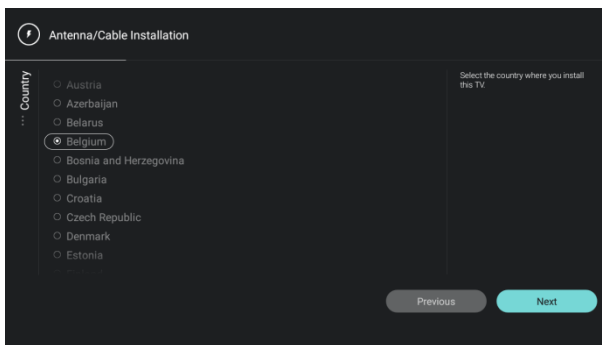 Antenna/Cable Installation
Country
Austria
Azerbaijan
Belarus
Belgium
Bosnia and Herzegovina
Bulgaria
Croatia
Czech Republic
Denmark
Estonia
Select the country where you install
this TV.
Previous
Next